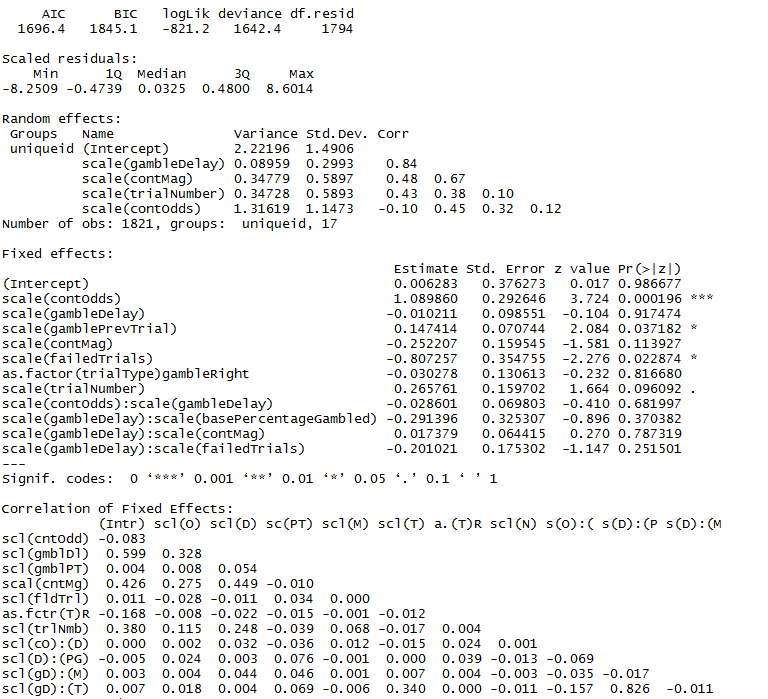 AIC      BIC   logLik deviance df.resid
1696.4   1845.1   -821.2   1642.4     1794
Scaled residuals:
Min      1Q  Median      3Q     Max
-8.2509 -0.4739  0.0325  0.4800  8.6014
Random effects:
Groups   Name               Variance Std.Dev. Corr
uniqueid (Intercept)        2.22196  1.4906
scale(gambleDelay) 0.08959  0.2993    0.84
scale(contMag)     0.34779  0.5897    0.48  0.67
scale(trialNumber) 0.34728  0.5893    0.43  0.38  0.10
scale(contOdds)    1.31619  1.1473   -0.10  0.45  0.32  0.12
Number of obs: 1821, groups:  uniqueid, 17
Fixed effects:
Estimate Std. Error z value Pr(>|z|)
(Intercept)                                       0.006283   0.376273   0.017 0.986677
scale(contOdds)                                   1.089860   0.292646   3.724 0.000196 ***
scale(gambleDelay)                               -0.010211   0.098551  -0.104 0.917474
scale(gamblePrevTrial)                            0.147414   0.070744   2.084 0.037182 *
scale(contMag)                                   -0.252207   0.159545  -1.581 0.113927
scale(failedTrials)                              -0.807257   0.354755  -2.276 0.022874 *
as.factor(trialType)gambleRight                  -0.030278   0.130613  -0.232 0.816680
scale(trialNumber)                                0.265761   0.159702   1.664 0.096092 .
scale(contOdds):scale(gambleDelay)               -0.028601   0.069803  -0.410 0.681997
scale(gambleDelay):scale(basePercentageGambled) -0.291396   0.325307  -0.896 0.370382
scale(gambleDelay):scale(contMag)                 0.017379   0.064415   0.270 0.787319
scale(gambleDelay):scale(failedTrials)           -0.201021   0.175302  -1.147 0.251501
---
Signif. codes:  0 ‘***’ 0.001 ‘**’ 0.01 ‘*’ 0.05 ‘.’ 0.1 ‘ ’ 1
Correlation of Fixed Effects:
(Intr) scl(O) scl(D) sc(PT) scl(M) scl(T) a.(T)R scl(N) s(O):( s(D):(P s(D):(M
scl(cntOdd) -0.083
scl(gmblDl)  0.599  0.328
scl(gmblPT)  0.004  0.008  0.054
scal(cntMg)  0.426  0.275  0.449 -0.010
scl(fldTrl)  0.011 -0.028 -0.011  0.034  0.000
as.fctr(T)R -0.168 -0.008 -0.022 -0.015 -0.001 -0.012
scl(trlNmb)  0.380  0.115  0.248 -0.039  0.068 -0.017  0.004
scl(cO):(D)  0.000  0.002  0.032 -0.036  0.012 -0.015  0.024  0.001
scl(D):(PG) -0.005  0.024  0.003  0.076 -0.001  0.000  0.039 -0.013 -0.069
scl(gD):(M)  0.003  0.004  0.044  0.046  0.001  0.007  0.004 -0.003 -0.035 -0.017
scl(gD):(T)  0.007  0.018  0.004  0.069 -0.006  0.340  0.000 -0.011 -0.157  0.826  -0.011